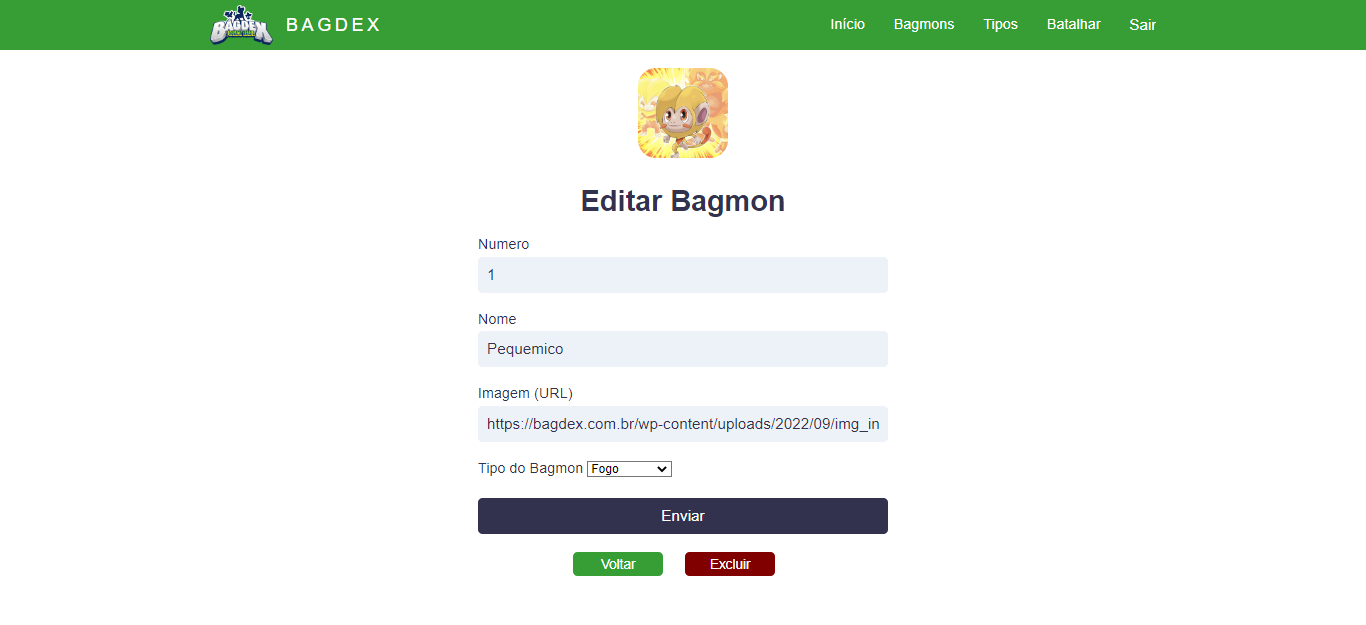 BAGDEX
BAGDEX Início Bagmons Tipos Batalhar Sair
Editar Bagmon
Numero
1
Nome
Pequemico
Imagem (URL)
https://bagdex.com.br/wp-content/uploads/2022/09/img_in
Tipo do Bagmon Fogo
Enviar
Voltar Excluir